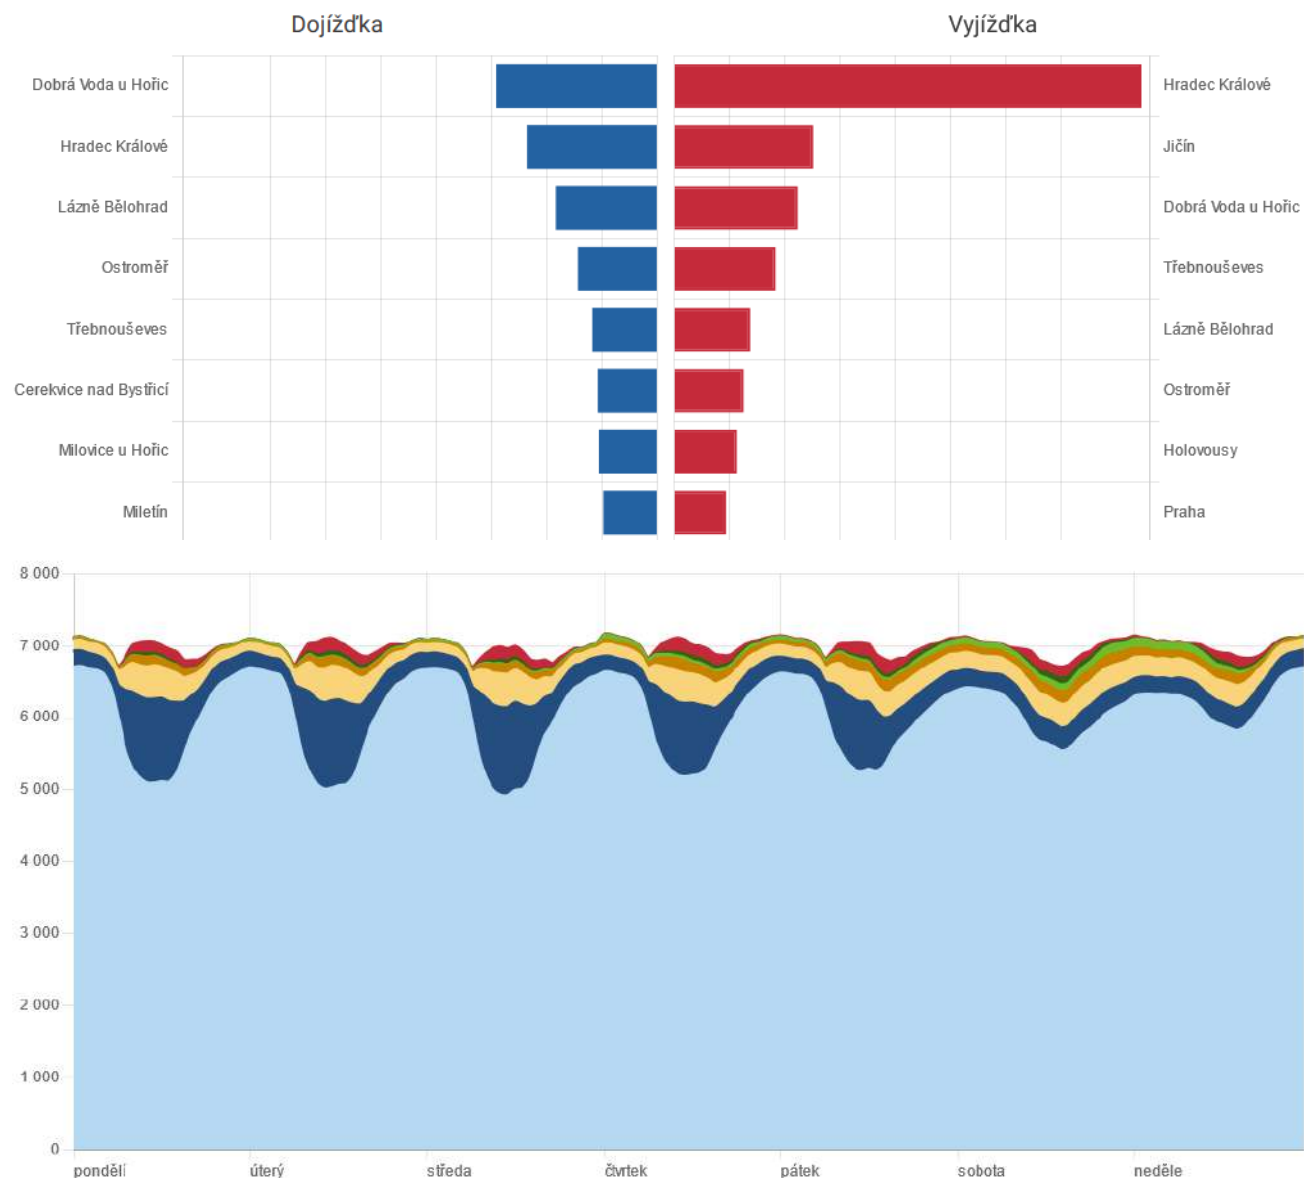 Dojížďka
Vyjížďka
Dobrá Voda u Hořic
Hradec Králové
Lázně Bělohrad
Ostroměř
Třebnouševes
Cerekvice nad Bystřicí
Milovice u Hořic
Miletín
Hradec Králové
Jičín
Dobrá Voda u Hořic
Třebnouševes
Lázně Bělohrad
Ostroměř
Holovousy
Praha
8 000
7 000
6 000
5 000
4 000
3 000
2 000
1 000
0
pondělí úterý středa čtvrtek pátek sobota neděle